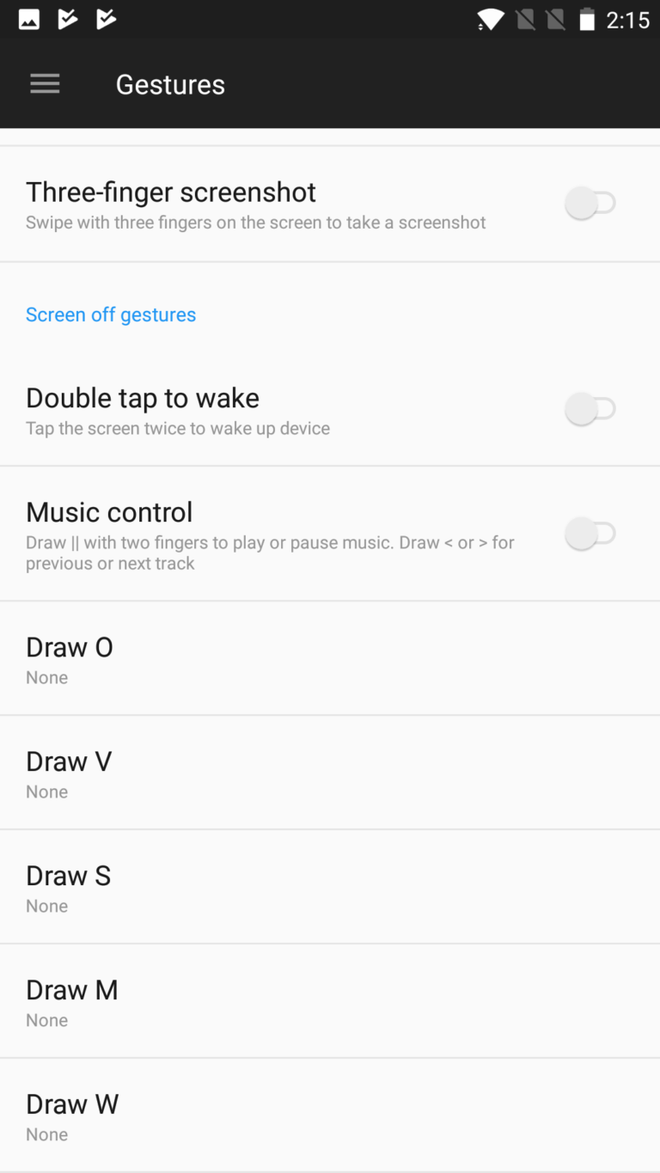 2:15
Gestures
Three-finger screenshot
Swipe with three fingers on the screen to take a screenshot
Screen off gestures
Double tap to wake
Tap the screen twice to wake up device
Music control
Draw || with two fingers to play or pause music. Draw < or > for
previous or next track
Draw O
None
Draw V
None
Draw S
None
Draw M
None
Draw W
None